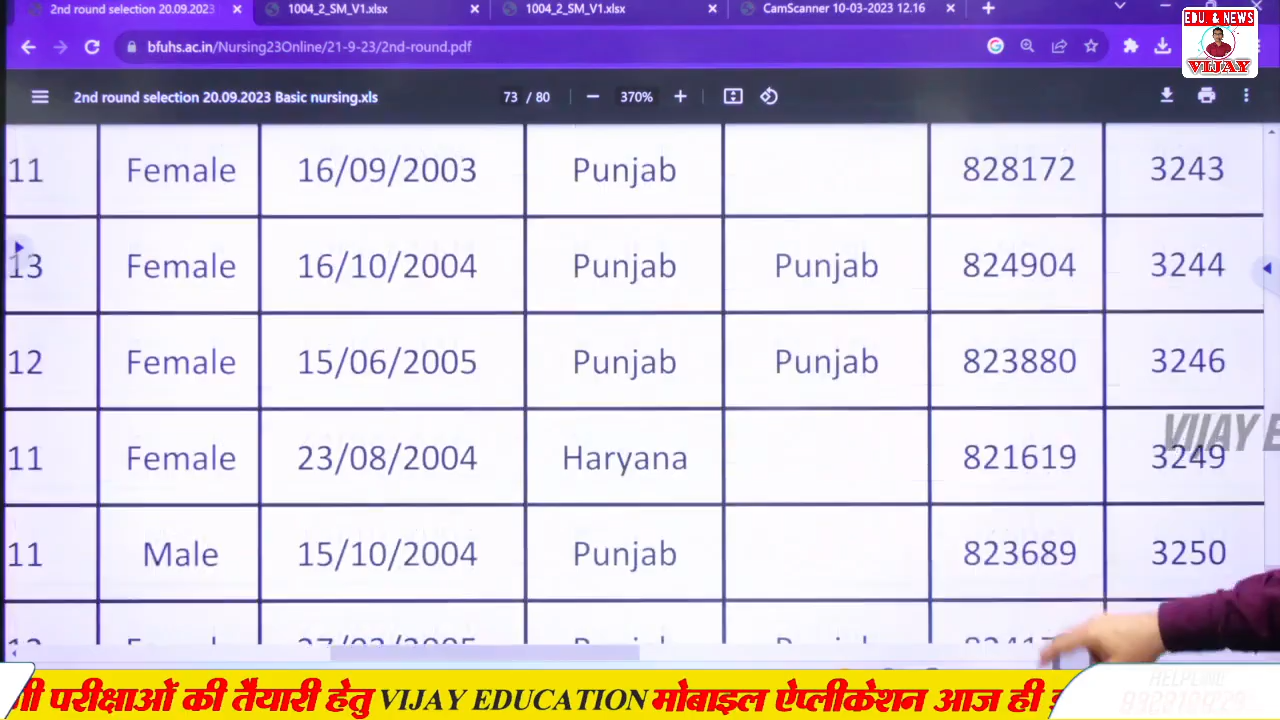 2nd round selection 20.09.2023
1004_2_SM_V1.xlsx
1004_2_SM_V1.xlsx
CamScanner 10-03-2023 12.16
EDU. & NEWS
VIJAY
bfuhs.ac.in/Nursing23Online/21-9-23/2nd-round.pdf
2nd round selection 20.09.2023 Basic nursing.xls
73 / 80
370%
11 Female 16/09/2003 Punjab 828172 3243
13 Female 16/10/2004 Punjab Punjab 824904 3244
12 Female 15/06/2005 Punjab Punjab 823880 3246
11 Female 23/08/2004 Haryana 821619 3249
VIJAY E
11 Male 15/10/2004 Punjab 823689 3250
परीक्षाओं की तैयारी हेतु VIJAY EDUCATION मोबाइल ऐप्लीकेशन आज ही